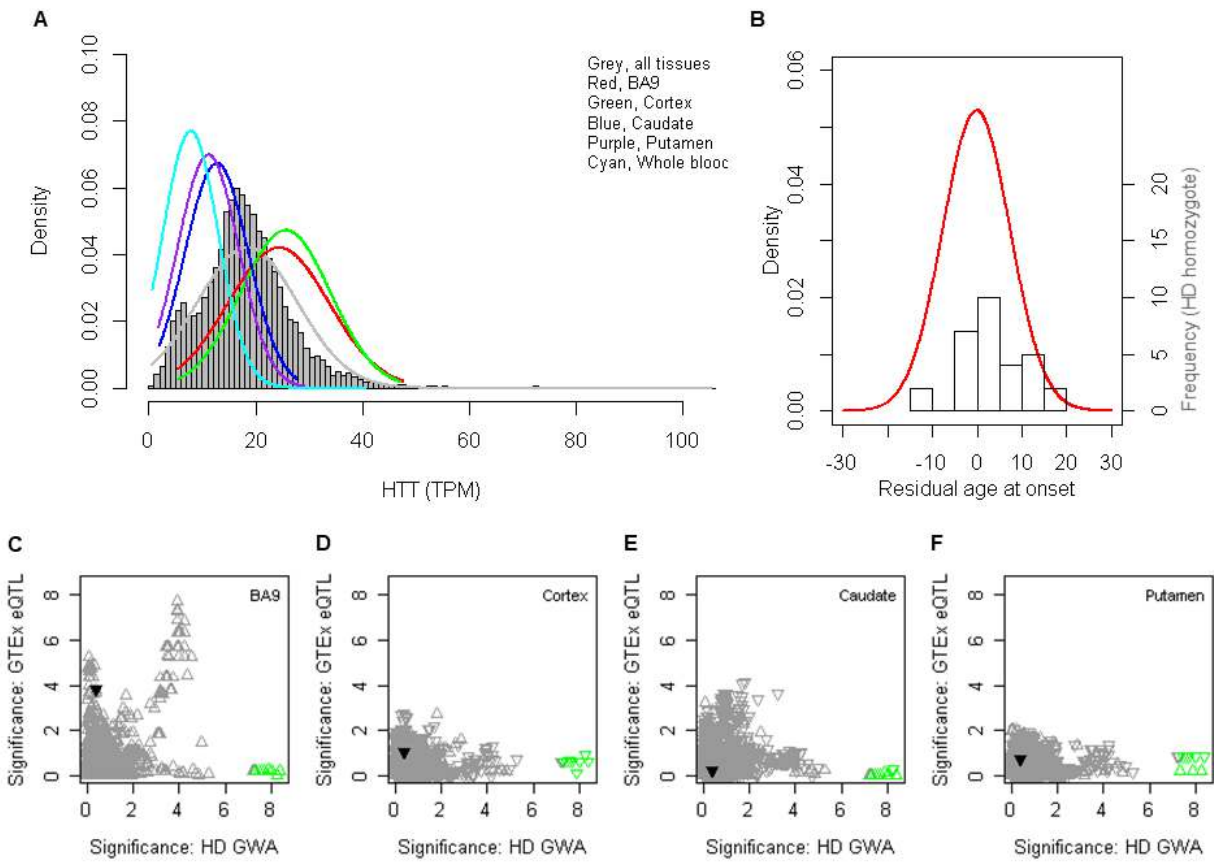 A
Density
0.00
0.02
0.04
0.06
0.08
0.10
0 20 40 60 80 100
HTT (TPM)
Grey, all tissues
Red, BA9
Green, Cortex
Blue, Caudate
Purple, Putamen
Cyan, Whole blood
B
Density
0.00
0.02
0.04
0.06
-30 -10 0 10 20 30
Residual age at onset
0
5
10
15
20
Frequency (HD homozygote)
C
BA9
Significance: GTEx eQTL
0
2
4
6
8
0 2 4 6 8
Significance: HD GWA
D
Cortex
Significance: GTEx eQTL
0
2
4
6
8
0 2 4 6 8
Significance: HD GWA
E
Caudate
Significance: GTEx eQTL
0
2
4
6
8
0 2 4 6 8
Significance: HD GWA
F
Putamen
Significance: GTEx eQTL
0
2
4
6
8
0 2 4 6 8
Significance: HD GWA